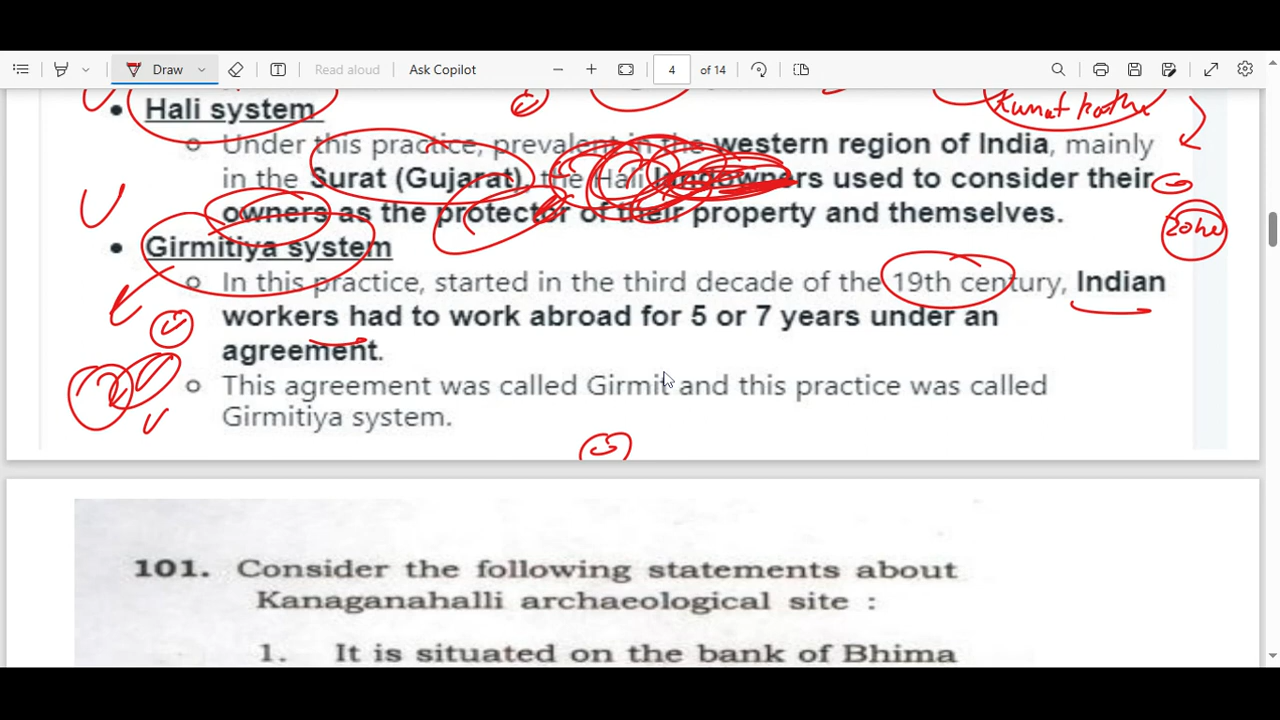 Draw
Read aloud
Ask Copilot
4
of 14
Hali system
Under this practice, prevalent in the western region of India, mainly
in the Surat (Gujarat), the Hali landowners used to consider their
owners as the protector of their property and themselves.
Girmitiya system
In this practice, started in the third decade of the 19th century, Indian
workers had to work abroad for 5 or 7 years under an
agreement.
This agreement was called Girmit and this practice was called
Girmitiya system.
101. Consider the following statements about
Kanaganahalli archaeological site :
1. It is situated on the bank of Bhima